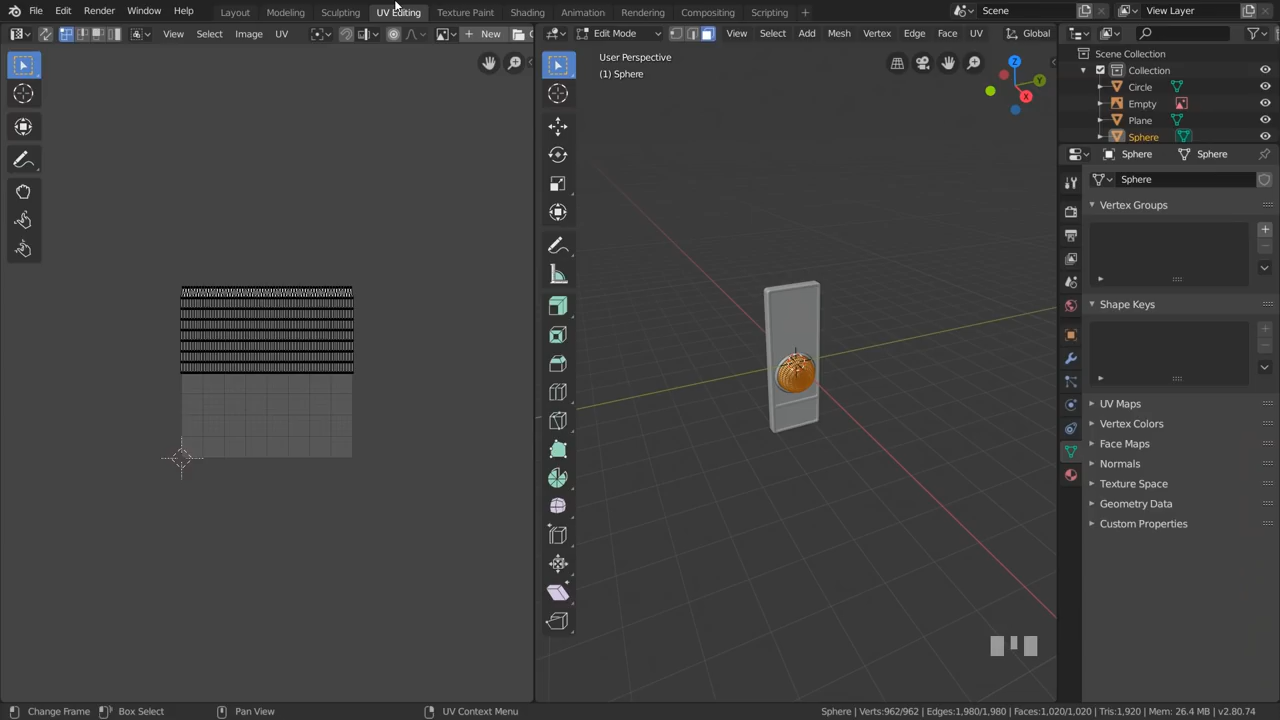 File Edit Render Window Help Layout Modeling Sculpting UV Editing Texture Paint Shading Animation Rendering Compositing Scripting + Scene View Layer
View Select Image UV New Edit Mode View Select Add Mesh Vertex Edge Face UV Global
User Perspective
(1) Sphere
Z
Y
X
Scene Collection
Collection
Circle
Empty
Plane
Sphere
Sphere Sphere
Sphere
Vertex Groups
Shape Keys
UV Maps
Vertex Colors
Face Maps
Normals
Texture Space
Geometry Data
Custom Properties
Change Frame Box Select Pan View UV Context Menu Sphere | Verts:962/962 | Edges:1,980/1,980 | Faces:1,020/1,020 | Tris:1,920 | Mem: 26.4 MB | v2.80.74